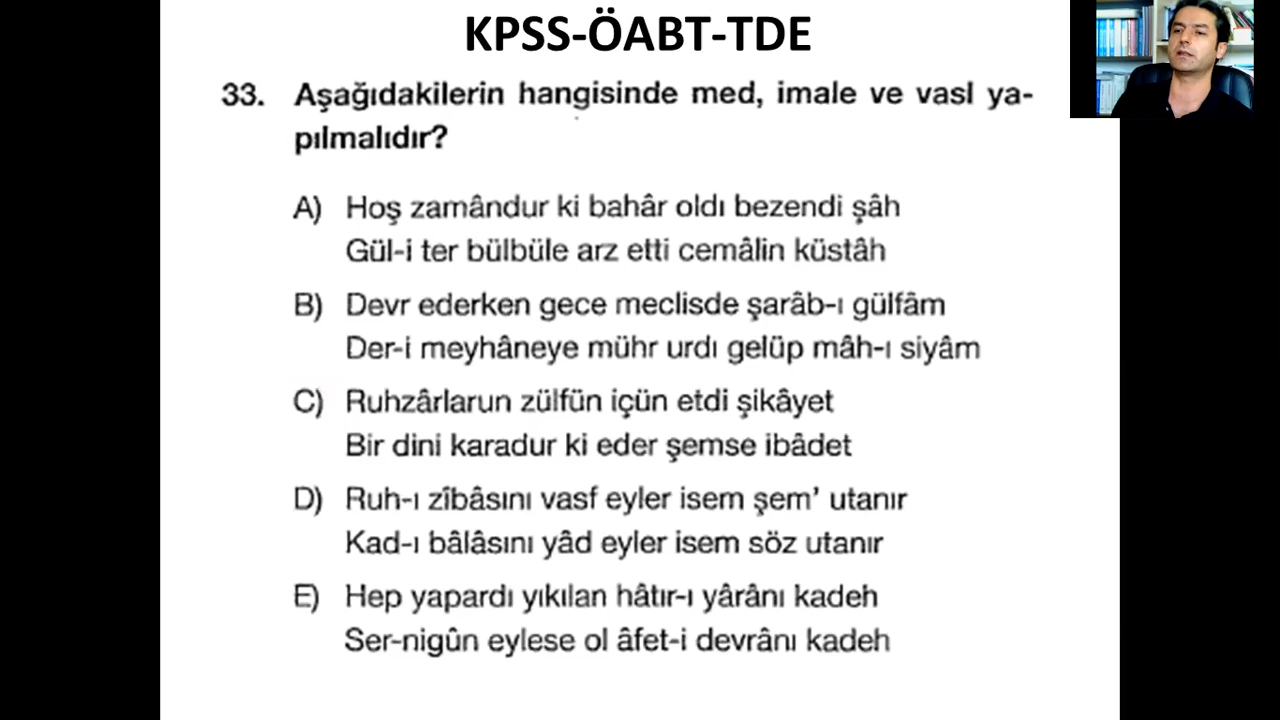 KPSS-ÖABT-TDE
33. Aşağıdakilerin hangisinde med, imale ve vasl ya-
pılmalıdır?
A) Hoş zamândur ki bahâr oldı bezendi şâh
Gül-i ter bülbüle arz etti cemâlin küstâh
B) Devr ederken gece meclisde şarâb-ı gülfâm
Der-i meyhâneye mühr urdı gelüp mâh-ı siyâm
C) Ruhzârlarun zülfün içün etdi şikâyet
Bir dini karadur ki eder şemse ibâdet
D) Ruh-ı zîbâsını vasf eyler isem şem’ utanır
Kad-ı bâlâsını yâd eyler isem söz utanır
E) Hep yapardı yıkılan hâtır-ı yârânı kadeh
Ser-nigûn eylese ol âfet-i devrânı kadeh